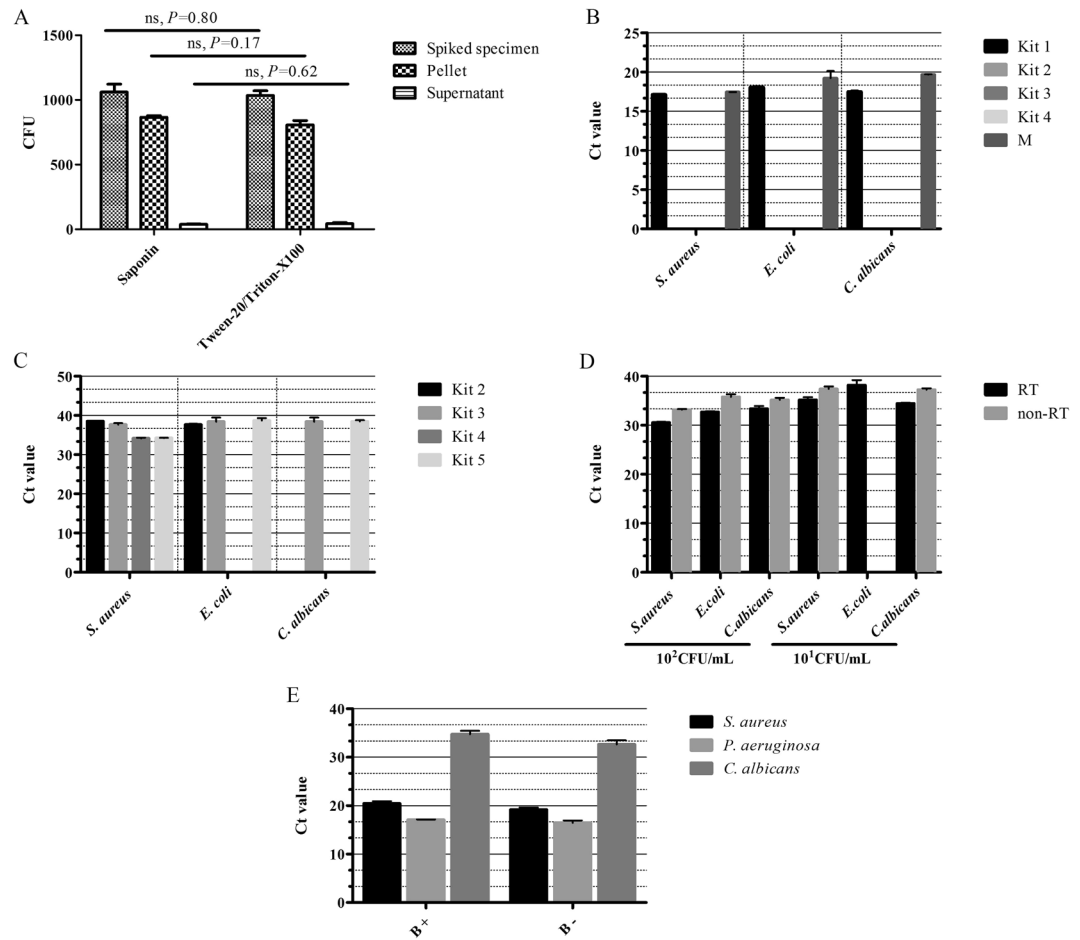 A
ns, P=0.80
ns, P=0.17
ns, P=0.62
Spiked specimen
Pellet
Supernatant
CFU
1500
1000
500
0
Saponin
Tween-20/Triton-X100
B
Ct value
25
20
15
10
5
0
S. aureus
E. coli
C. albicans
Kit 1
Kit 2
Kit 3
Kit 4
M
C
Ct value
50
40
30
20
10
0
S. aureus
E. coli
C. albicans
Kit 2
Kit 3
Kit 4
Kit 5
D
Ct value
40
30
20
10
0
S.aureus
E.coli
C.albicans
S.aureus
E.coli
C.albicans
10²CFU/mL
10¹CFU/mL
RT
non-RT
E
Ct value
40
30
20
10
0
B +
B -
S. aureus
P. aeruginosa
C. albicans